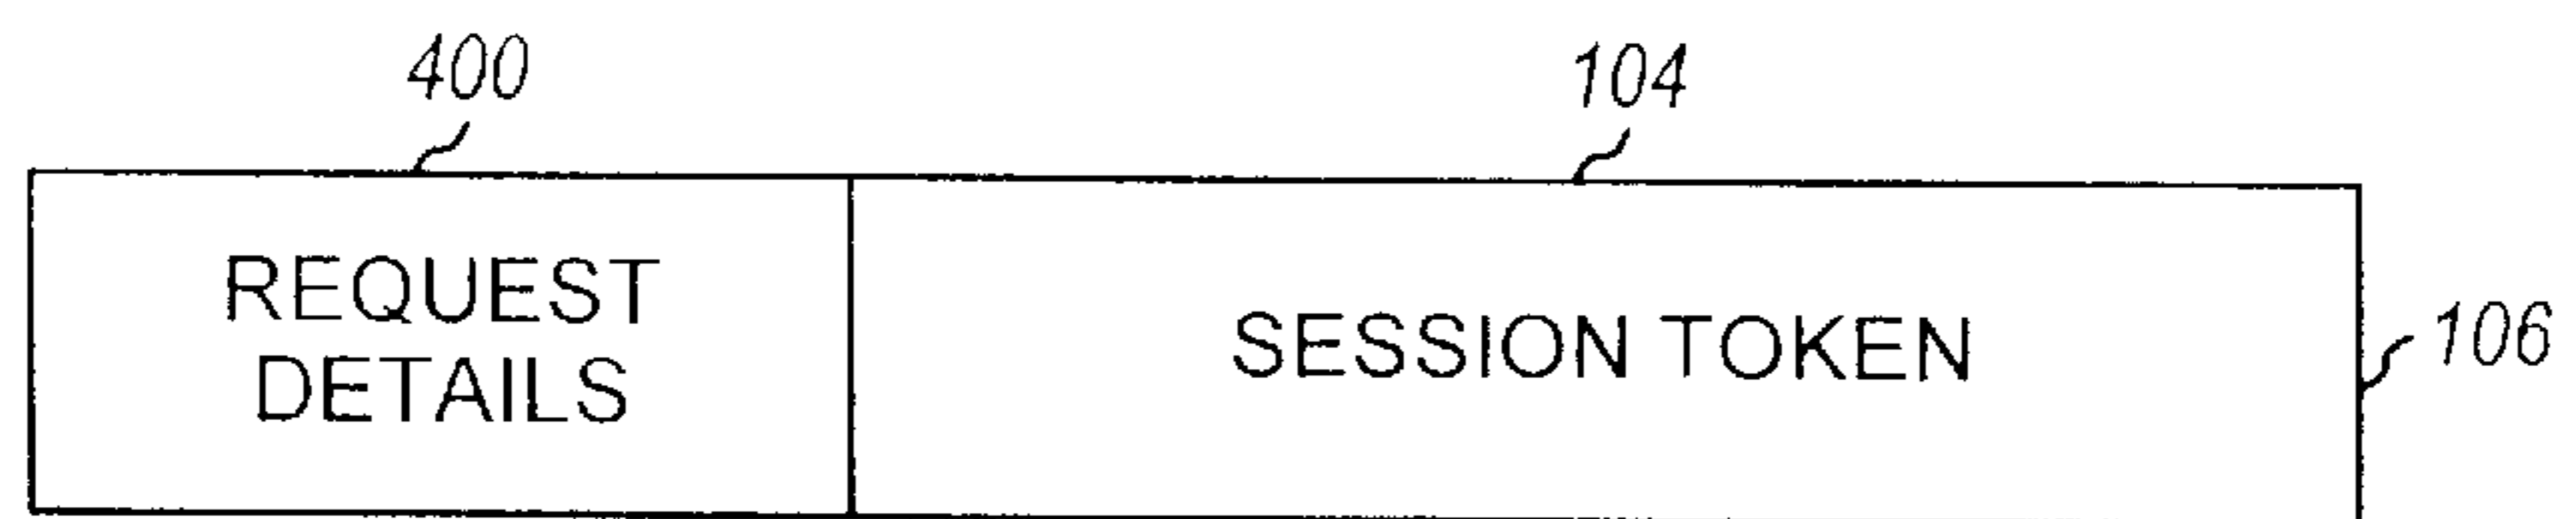 400
104
REQUEST
DETAILS
SESSION TOKEN
106